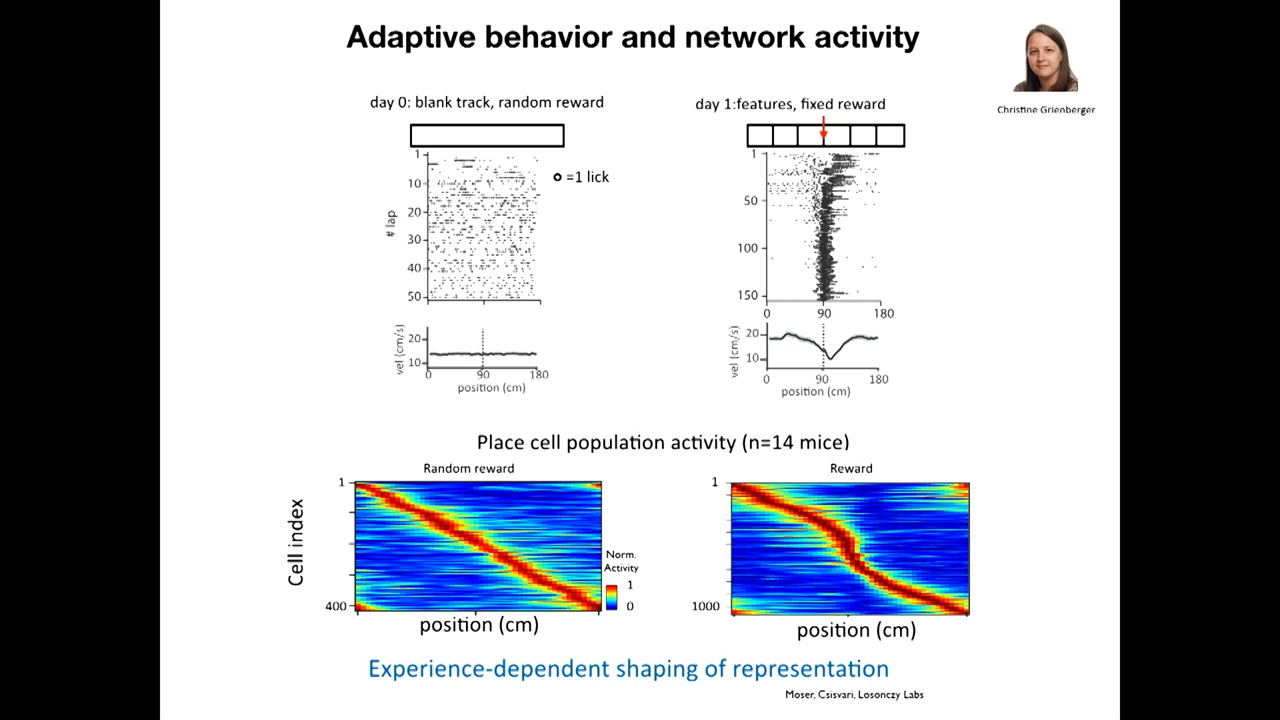 Adaptive behavior and network activity
Christine Grienberger
day 0: blank track, random reward
day 1:features, fixed reward
1
10
20
30
40
50
# lap
=1 lick
1
50
100
150
0 90 180
vel (cm/s)
20
10
0 90 180
position (cm)
vel (cm/s)
20
10
0 90 180
position (cm)
Place cell population activity (n=14 mice)
Random reward
Reward
Cell index
1
400
position (cm)
Norm.
Activity
1
0
1
1000
position (cm)
Experience-dependent shaping of representation
Moser, Csisvari, Losonczy Labs